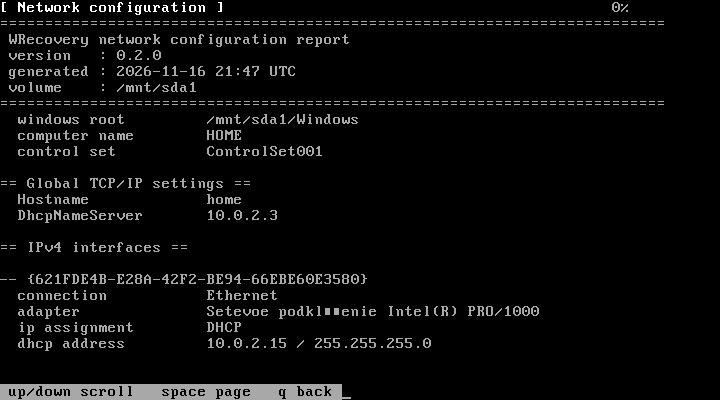 [ Network configuration ] 0%
=========================================================================
WRecovery network configuration report
version : 0.2.0
generated : 2026-11-16 21:47 UTC
volume : /mnt/sda1
=========================================================================
windows root /mnt/sda1/Windows
computer name HOME
control set ControlSet001
== Global TCP/IP settings ==
Hostname home
DhcpNameServer 10.0.2.3
== IPv4 interfaces ==
-- {621FDE4B-E28A-42F2-BE94-66EBE60E3580}
connection Ethernet
adapter Setevoe podkl■■enie Intel(R) PRO/1000
ip assignment DHCP
dhcp address 10.0.2.15 / 255.255.255.0
up/down scroll space page q back _